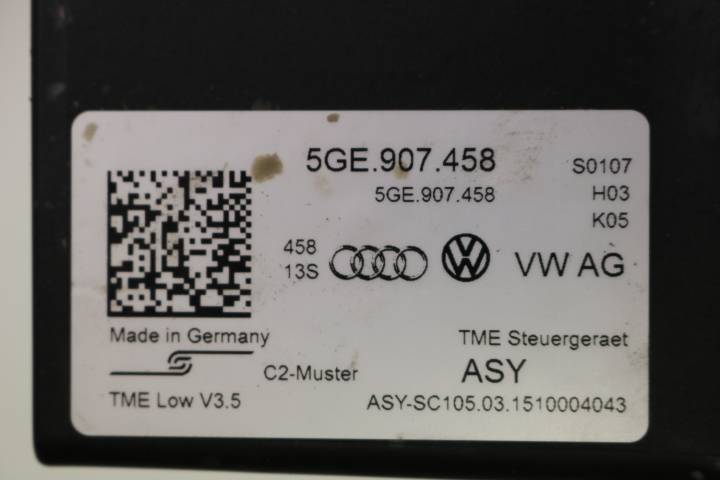 5GE.907.458
5GE.907.458
S0107
H03
K05
458
13S
VW AG
Made in Germany
TME Steuergeraet
C2-Muster
ASY
TME Low V3.5
ASY-SC105.03.1510004043